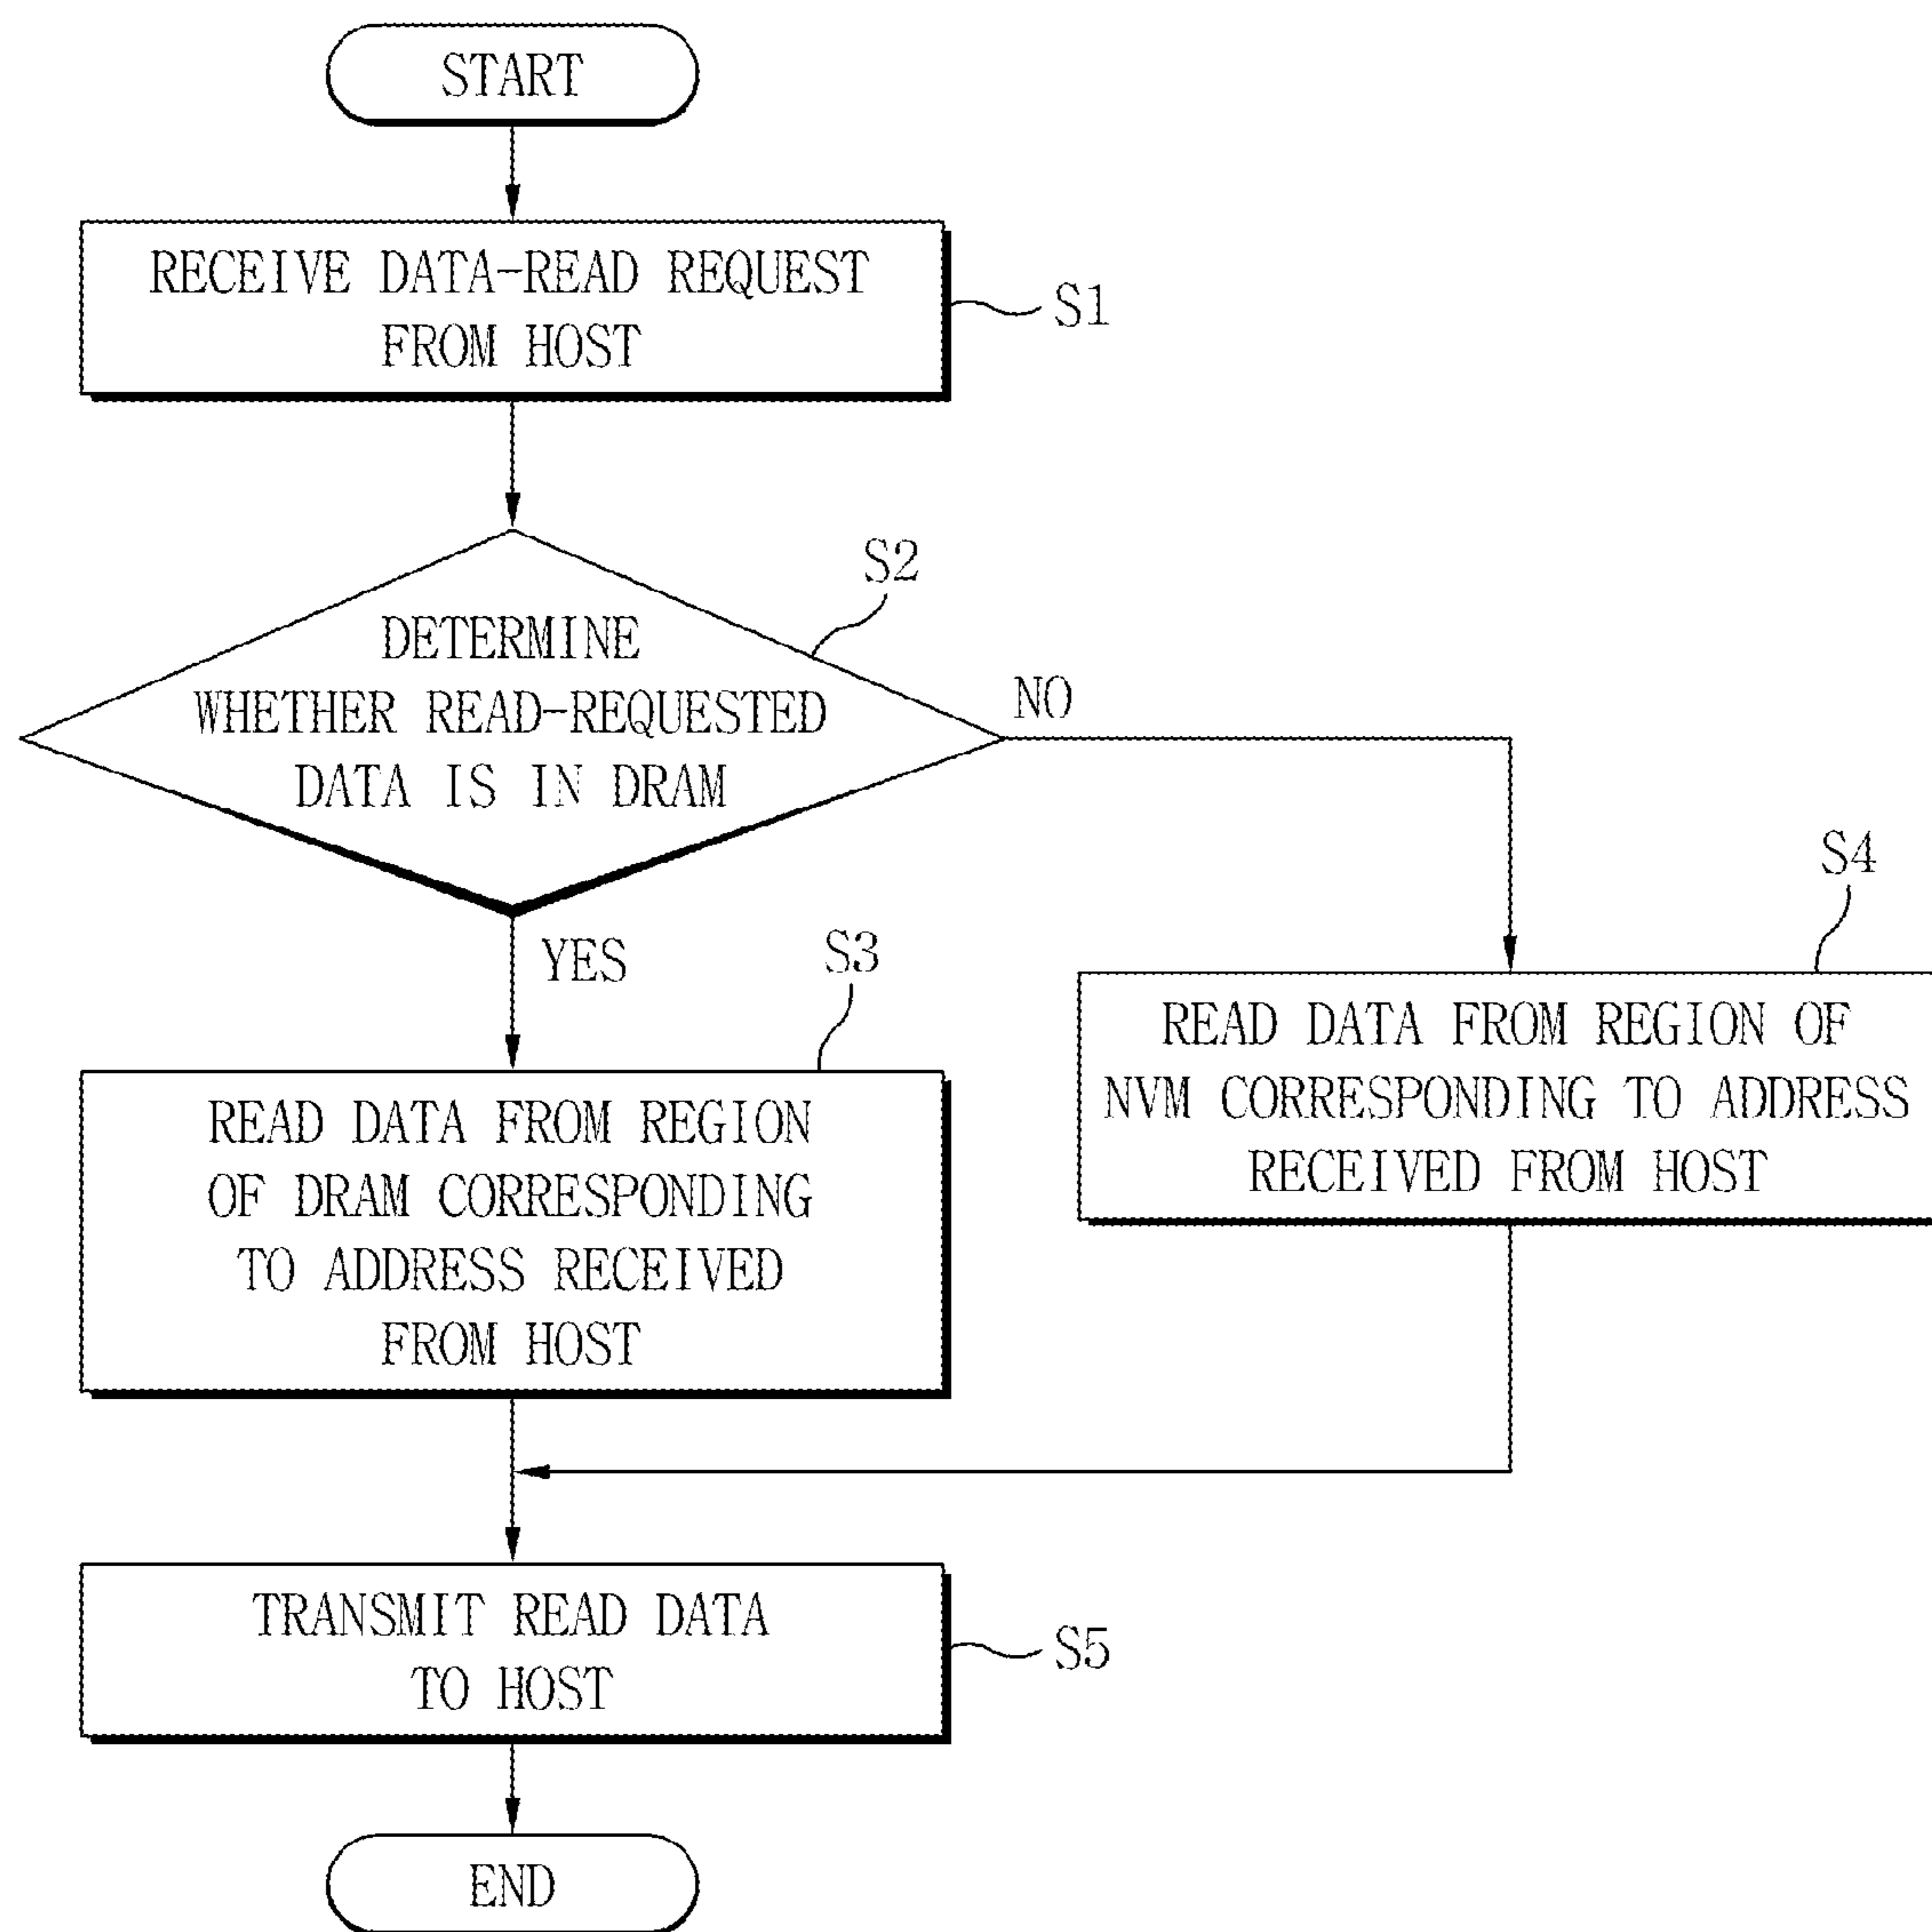 START
RECEIVE DATA-READ REQUEST
FROM HOST
S1
S2
DETERMINE
WHETHER READ-REQUESTED
DATA IS IN DRAM
NO
YES
S3
READ DATA FROM REGION
OF DRAM CORRESPONDING
TO ADDRESS RECEIVED
FROM HOST
S4
READ DATA FROM REGION OF
NVM CORRESPONDING TO ADDRESS
RECEIVED FROM HOST
TRANSMIT READ DATA
TO HOST
S5
END